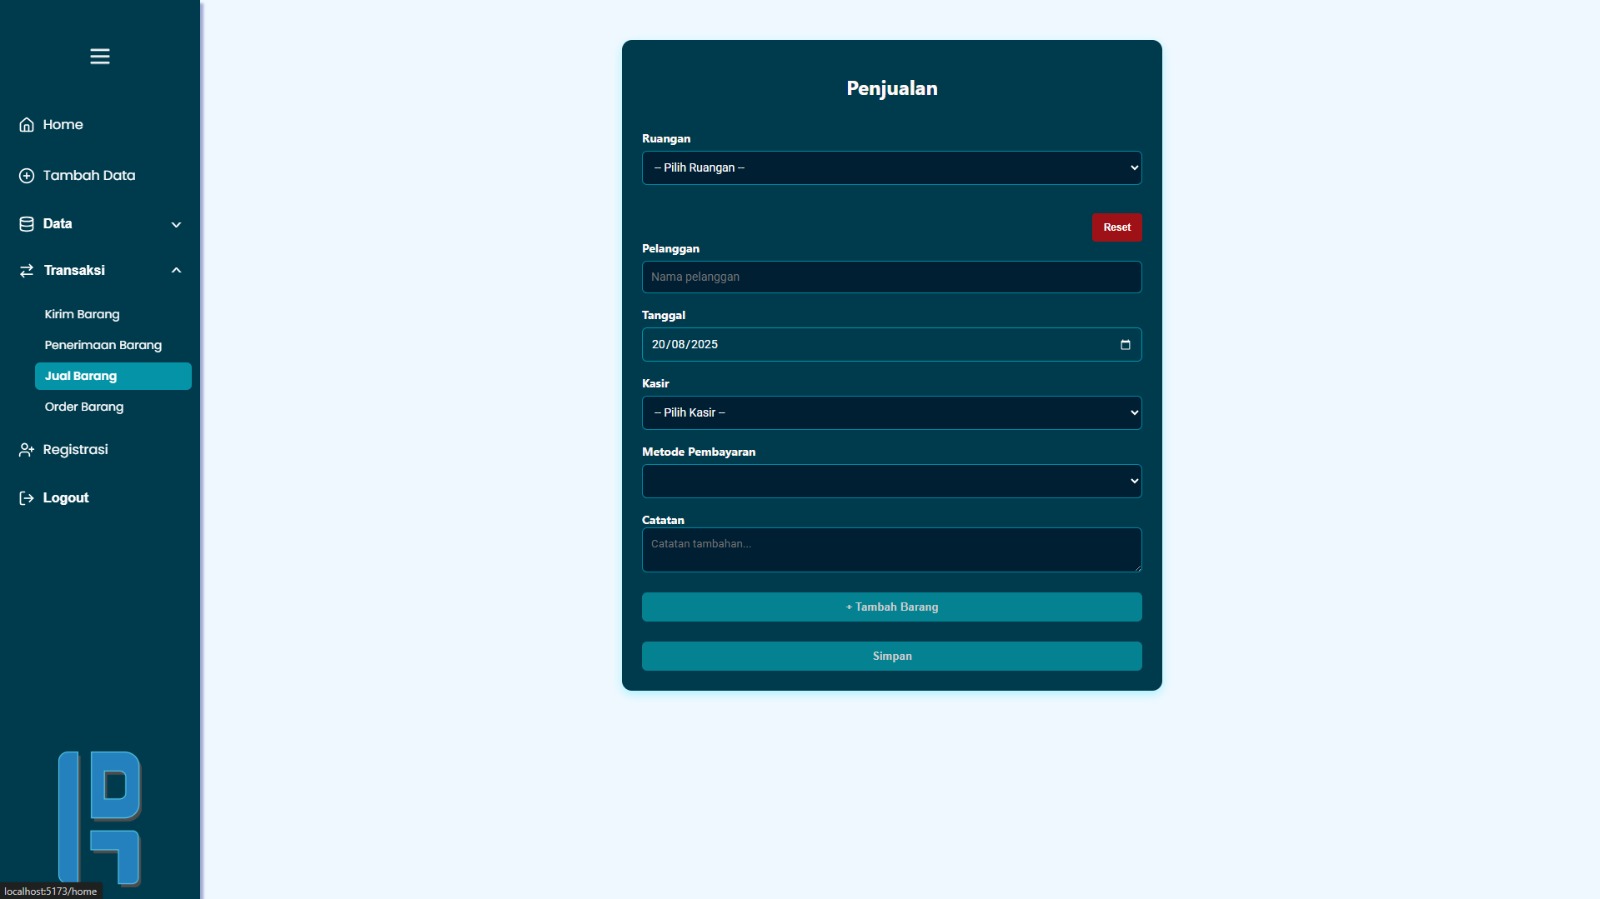 Home
Tambah Data
Data
Transaksi
Kirim Barang
Penerimaan Barang
Jual Barang
Order Barang
Registrasi
Logout
localhost:5173/home
Penjualan
Ruangan
-- Pilih Ruangan --
Reset
Pelanggan
Nama pelanggan
Tanggal
20/08/2025
Kasir
-- Pilih Kasir --
Metode Pembayaran
Catatan
Catatan tambahan...
+ Tambah Barang
Simpan